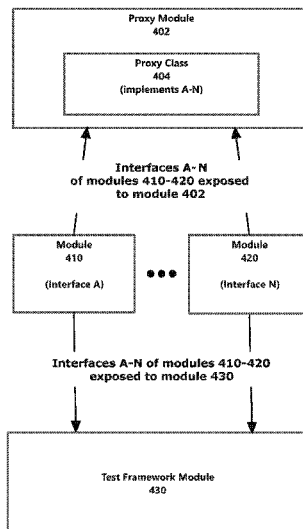 Proxy Module
402
Proxy Class
404
(implements A-N)
Interfaces A-N
of modules 410-420 exposed
to module 402
Module
410
(Interface A)
Module
420
(Interface N)
Interfaces A-N of modules 410-420
exposed to module 430
Test Framework Module
430